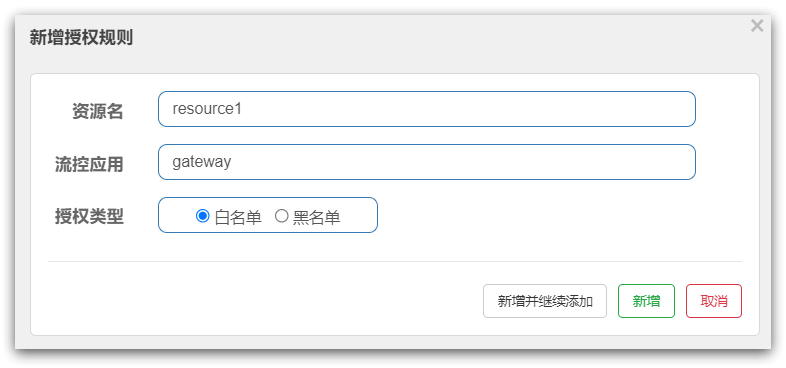 新增授权规则
×
资源名 resource1
流控应用 gateway
授权类型 白名单 黑名单
新增并继续添加 新增 取消